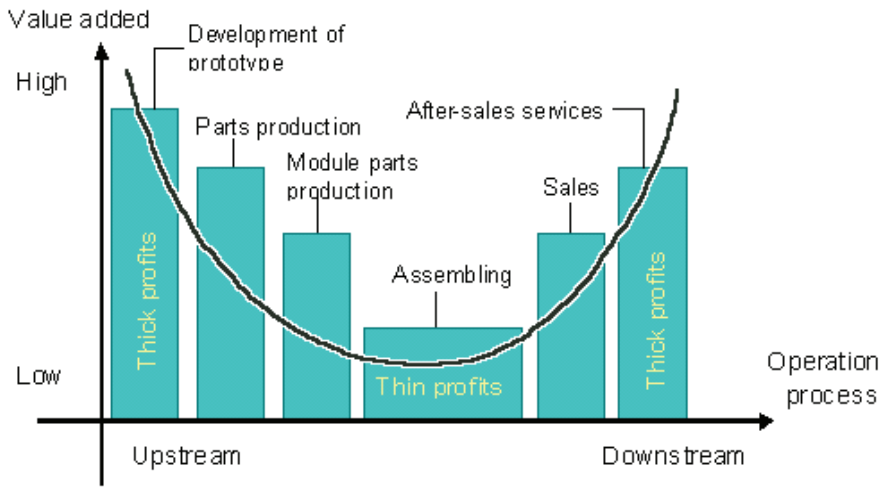 Value added
High
Development of
prototype
Parts production
Module parts
production
After-sales services
Sales
Assembling
Thick profits
Thin profits
Thick profits
Low
Operation
process
Upstream
Downstream